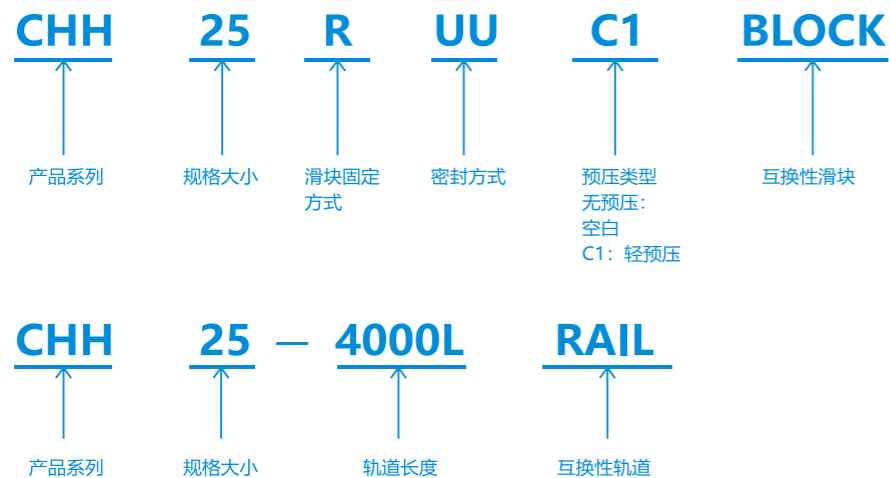 CHH 25 R UU C1 BLOCK
产品系列 规格大小 滑块固定 密封方式 预压类型 互换性滑块
方式 无预压：
空白
C1：轻预压
CHH 25 — 4000L RAIL
产品系列 规格大小 轨道长度 互换性轨道